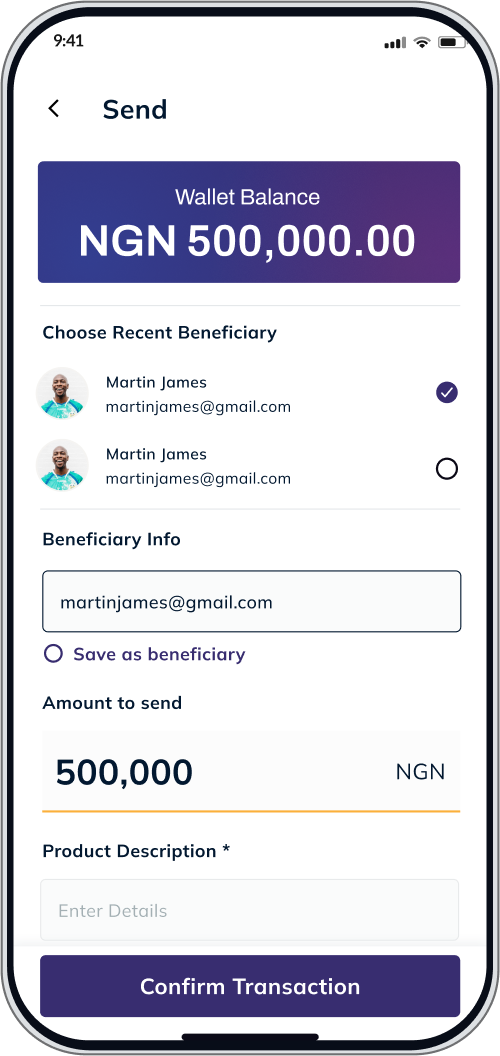 9:41
Send
Wallet Balance
NGN 500,000.00
Choose Recent Beneficiary
Martin James
martinjames@gmail.com
Martin James
martinjames@gmail.com
Beneficiary Info
martinjames@gmail.com
Save as beneficiary
Amount to send
500,000 NGN
Product Description *
Enter Details
Confirm Transaction